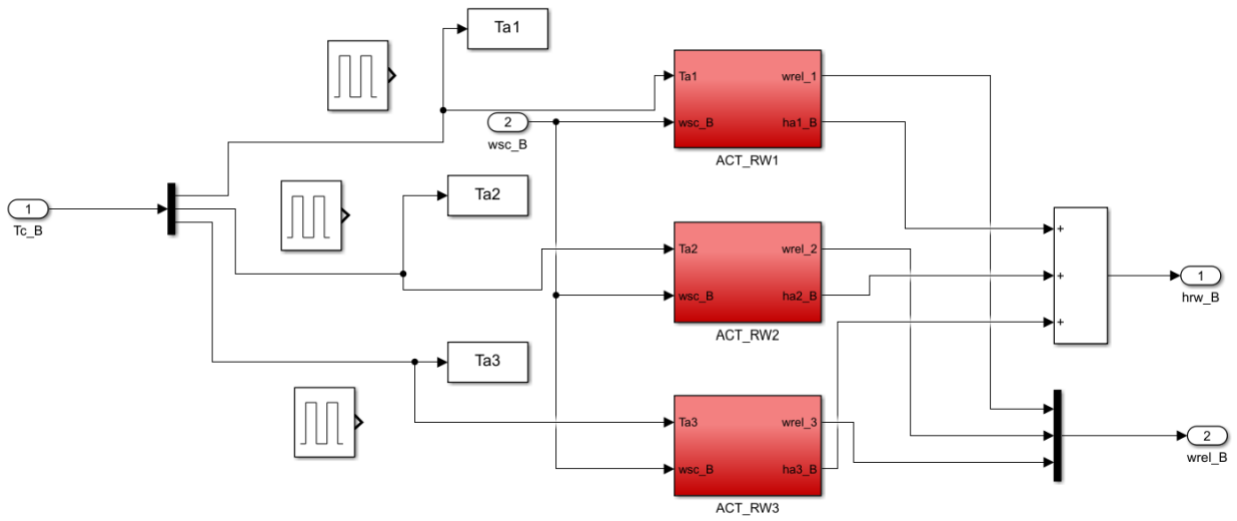 Ta1
Ta1
wrel_1
2
wsc_B
wsc_B
ha1_B
ACT_RW1
Ta2
1
Tc_B
Ta2
wrel_2
+
wsc_B
ha2_B
+
1
hrw_B
ACT_RW2
+
Ta3
Ta3
wrel_3
2
wrel_B
wsc_B
ha3_B
ACT_RW3